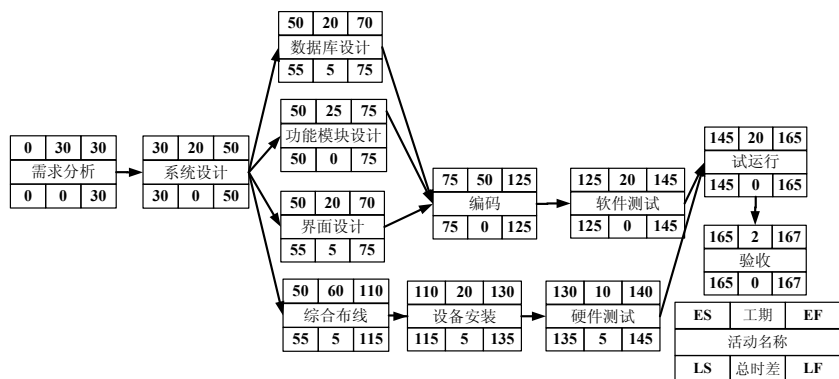 50 20 70
数据库设计
55 5 75
50 25 75
功能模块设计
50 0 75
0 30 30
需求分析
0 0 30
30 20 50
系统设计
30 0 50
50 20 70
界面设计
55 5 75
50 60 110
综合布线
55 5 115
75 50 125
编码
75 0 125
110 20 130
设备安装
115 5 135
125 20 145
软件测试
125 0 145
130 10 140
硬件测试
135 5 145
145 20 165
试运行
145 0 165
165 2 167
验收
165 0 167
ES 工期 EF
活动名称
LS 总时差 LF